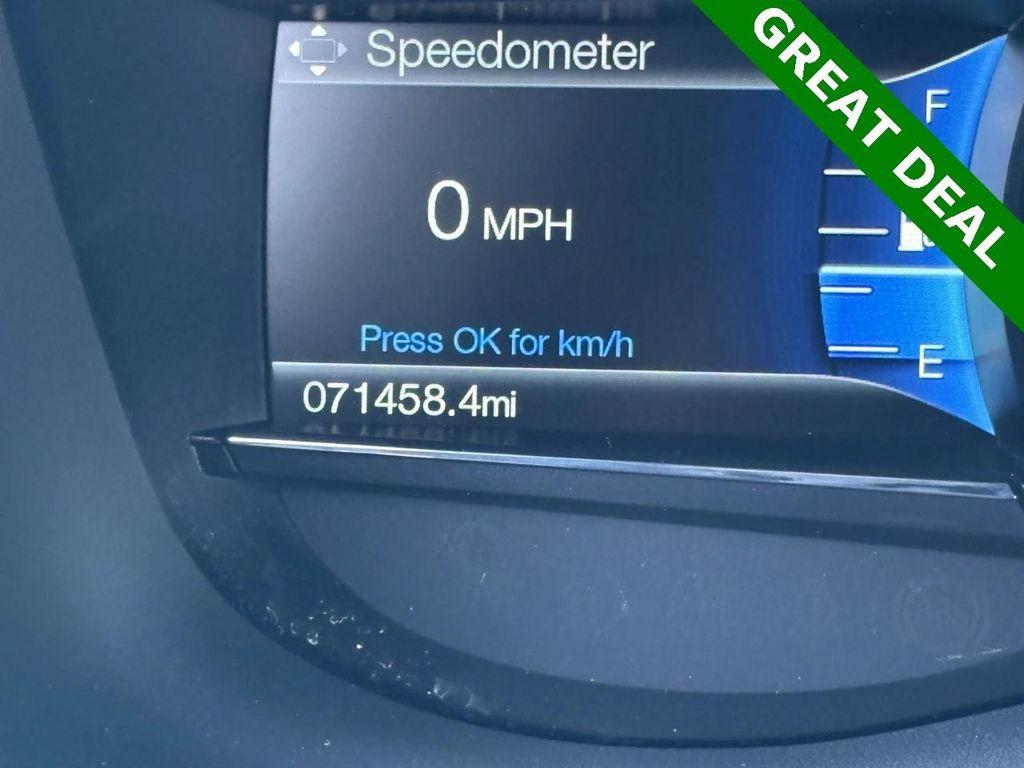 Speedometer
GREAT DEAL
F
0 MPH
Press OK for km/h
E
071458.4mi